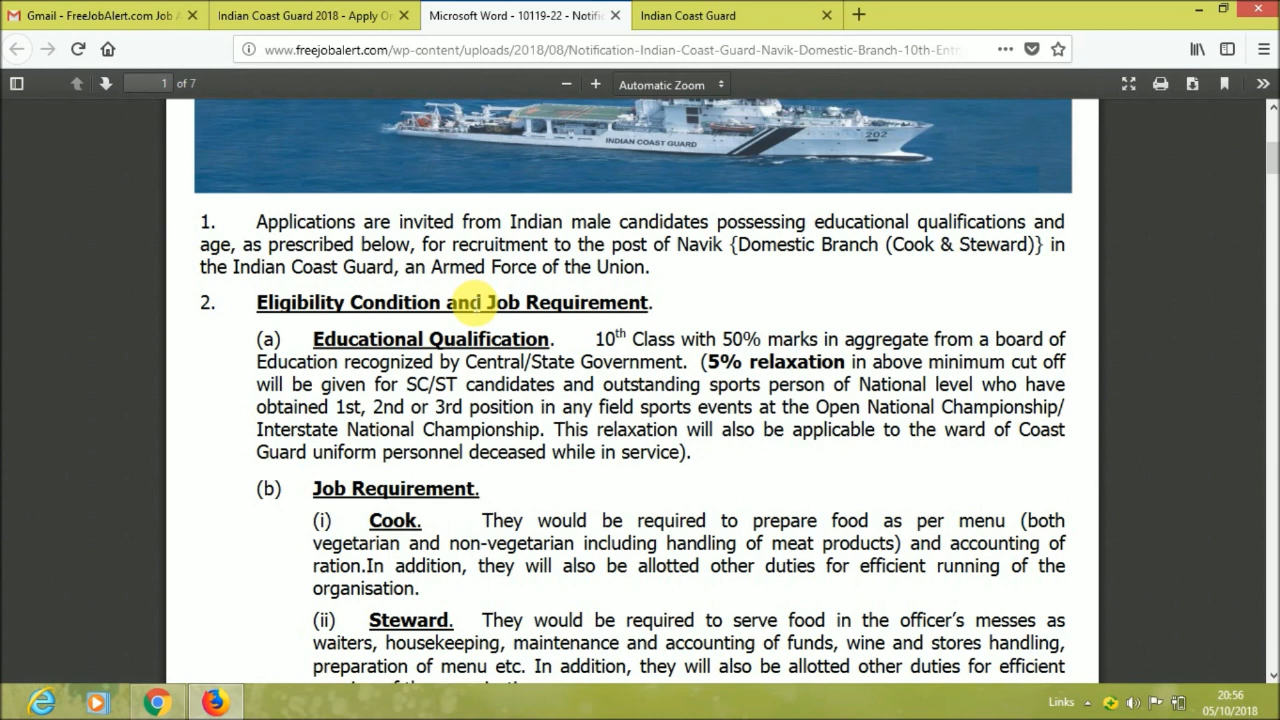 Gmail - FreeJobAlert.com Job A
Indian Coast Guard 2018 - Apply On
Microsoft Word - 10119-22 - Notific
Indian Coast Guard
www.freejobalert.com/wp-content/uploads/2018/08/Notification-Indian-Coast-Guard-Navik-Domestic-Branch-10th-Ent
1 of 7
Automatic Zoom
INDIAN COAST GUARD
202
1. Applications are invited from Indian male candidates possessing educational qualifications and
age, as prescribed below, for recruitment to the post of Navik {Domestic Branch (Cook & Steward)} in
the Indian Coast Guard, an Armed Force of the Union.
2. Eligibility Condition and Job Requirement.
(a) Educational Qualification. 10th Class with 50% marks in aggregate from a board of
Education recognized by Central/State Government. (5% relaxation in above minimum cut off
will be given for SC/ST candidates and outstanding sports person of National level who have
obtained 1st, 2nd or 3rd position in any field sports events at the Open National Championship/
Interstate National Championship. This relaxation will also be applicable to the ward of Coast
Guard uniform personnel deceased while in service).
(b) Job Requirement.
(i) Cook. They would be required to prepare food as per menu (both
vegetarian and non-vegetarian including handling of meat products) and accounting of
ration.In addition, they will also be allotted other duties for efficient running of the
organisation.
(ii) Steward. They would be required to serve food in the officer's messes as
waiters, housekeeping, maintenance and accounting of funds, wine and stores handling,
preparation of menu etc. In addition, they will also be allotted other duties for efficient
Links
20:56
05/10/2018